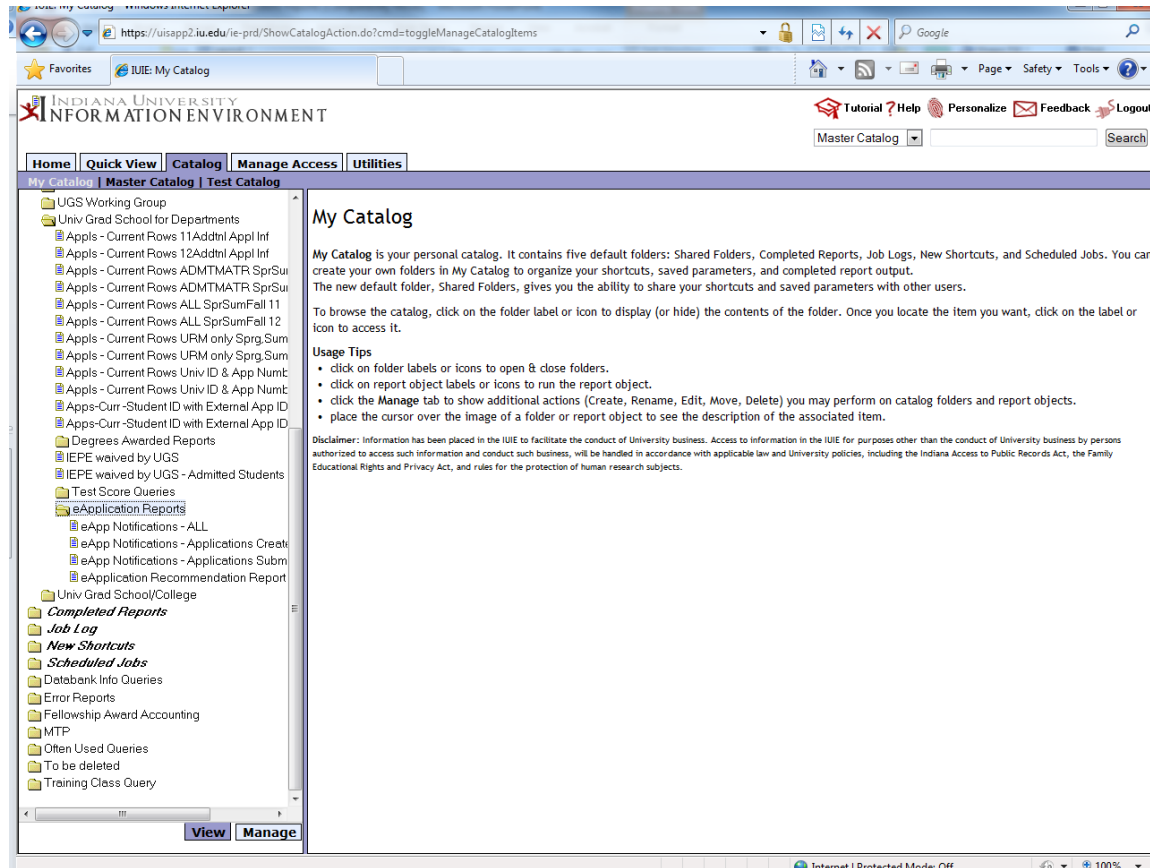 IUIE: My Catalog - Windows Internet Explorer
https://uisapp2.iu.edu/ie-prd/ShowCatalogAction.do?cmd=toggleManageCatalogItems
Google
Favorites
IUIE: My Catalog
Page Safety Tools
INDIANA UNIVERSITY
INFORMATION ENVIRONMENT
Tutorial ? Help Personalize Feedback Logout
Master Catalog Search
Home Quick View Catalog Manage Access Utilities
My Catalog | Master Catalog | Test Catalog
UGS Working Group
Univ Grad School for Departments
Appls - Current Rows 11Addtnl Appl Inf
Appls - Current Rows 12Addtnl Appl Inf
Appls - Current Rows ADMTMATR SprSu
Appls - Current Rows ADMTMATR SprSu
Appls - Current Rows ALL SprSumFall 11
Appls - Current Rows ALL SprSumFall 12
Appls - Current Rows URM only Sprg,Sum
Appls - Current Rows URM only Sprg,Sum
Appls - Current Rows Univ ID & App Numb
Appls - Current Rows Univ ID & App Numb
Apps-Curr -Student ID with External App ID
Apps-Curr -Student ID with External App ID
Degrees Awarded Reports
IEPE waived by UGS
IEPE waived by UGS - Admitted Students
Test Score Queries
eApplication Reports
eApp Notifications - ALL
eApp Notifications - Applications Create
eApp Notifications - Applications Subm
eApplication Recommendation Report
Univ Grad School/College
Completed Reports
Job Log
New Shortcuts
Scheduled Jobs
Databank Info Queries
Error Reports
Fellowship Award Accounting
MTP
Often Used Queries
To be deleted
Training Class Query
View Manage
My Catalog
My Catalog is your personal catalog. It contains five default folders: Shared Folders, Completed Reports, Job Logs, New Shortcuts, and Scheduled Jobs. You can
create your own folders in My Catalog to organize your shortcuts, saved parameters, and completed report output.
The new default folder, Shared Folders, gives you the ability to share your shortcuts and saved parameters with other users.
To browse the catalog, click on the folder label or icon to display (or hide) the contents of the folder. Once you locate the item you want, click on the label or
icon to access it.
Usage Tips
• click on folder labels or icons to open & close folders.
• click on report object labels or icons to run the report object.
• click the Manage tab to show additional actions (Create, Rename, Edit, Move, Delete) you may perform on catalog folders and report objects.
• place the cursor over the image of a folder or report object to see the description of the associated item.
Disclaimer: Information has been placed in the IUIE to facilitate the conduct of University business. Access to information in the IUIE for purposes other than the conduct of University business by persons
authorized to access such information and conduct such business, will be handled in accordance with applicable law and University policies, including the Indiana Access to Public Records Act, the Family
Educational Rights and Privacy Act, and rules for the protection of human research subjects.
Internet | Protected Mode: Off 100%